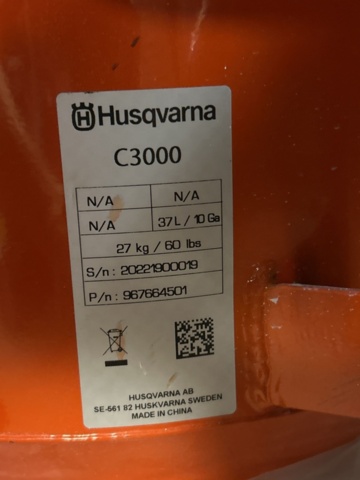 Husqvarna
C3000
N/A N/A
N/A 37L / 10 Ga
27 kg / 60 lbs
S/n : 20221900019
P/n : 967664501
HUSQVARNA AB
SE-561 82 HUSKVARNA SWEDEN
MADE IN CHINA